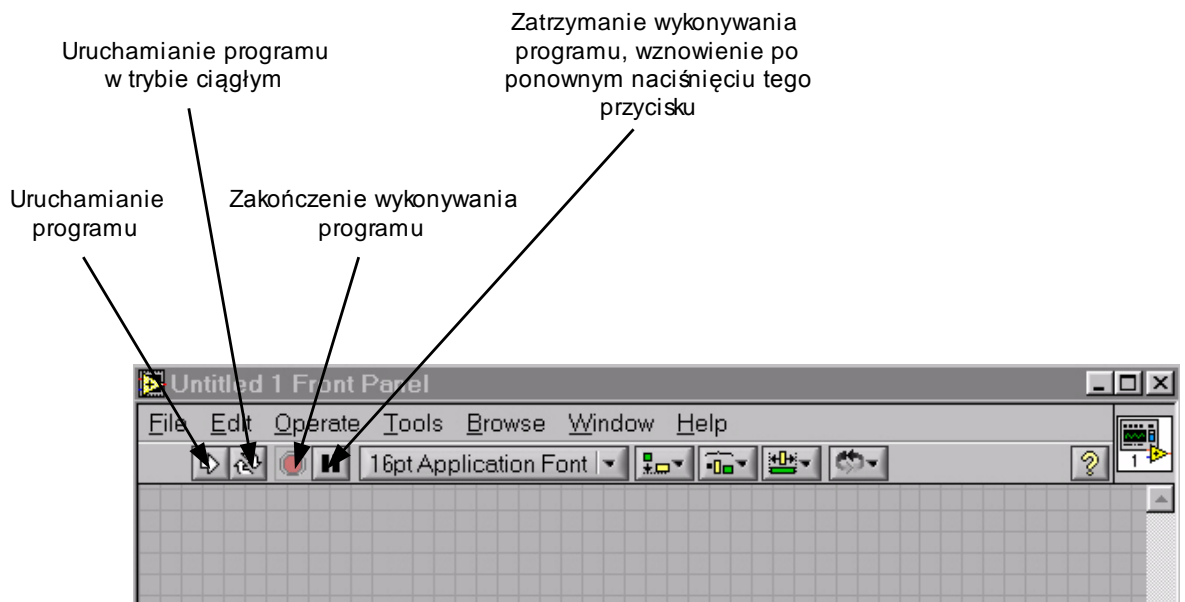 Zatrzymanie wykonywania
programu, wznowienie po
ponownym naciśnięciu tego
przycisku
Uruchamianie programu
w trybie ciągłym
Uruchamianie
programu
Zakończenie wykonywania
programu
Untitled 1 Front Panel
File Edit Operate Tools Browse Window Help
16pt Application Font
?
1